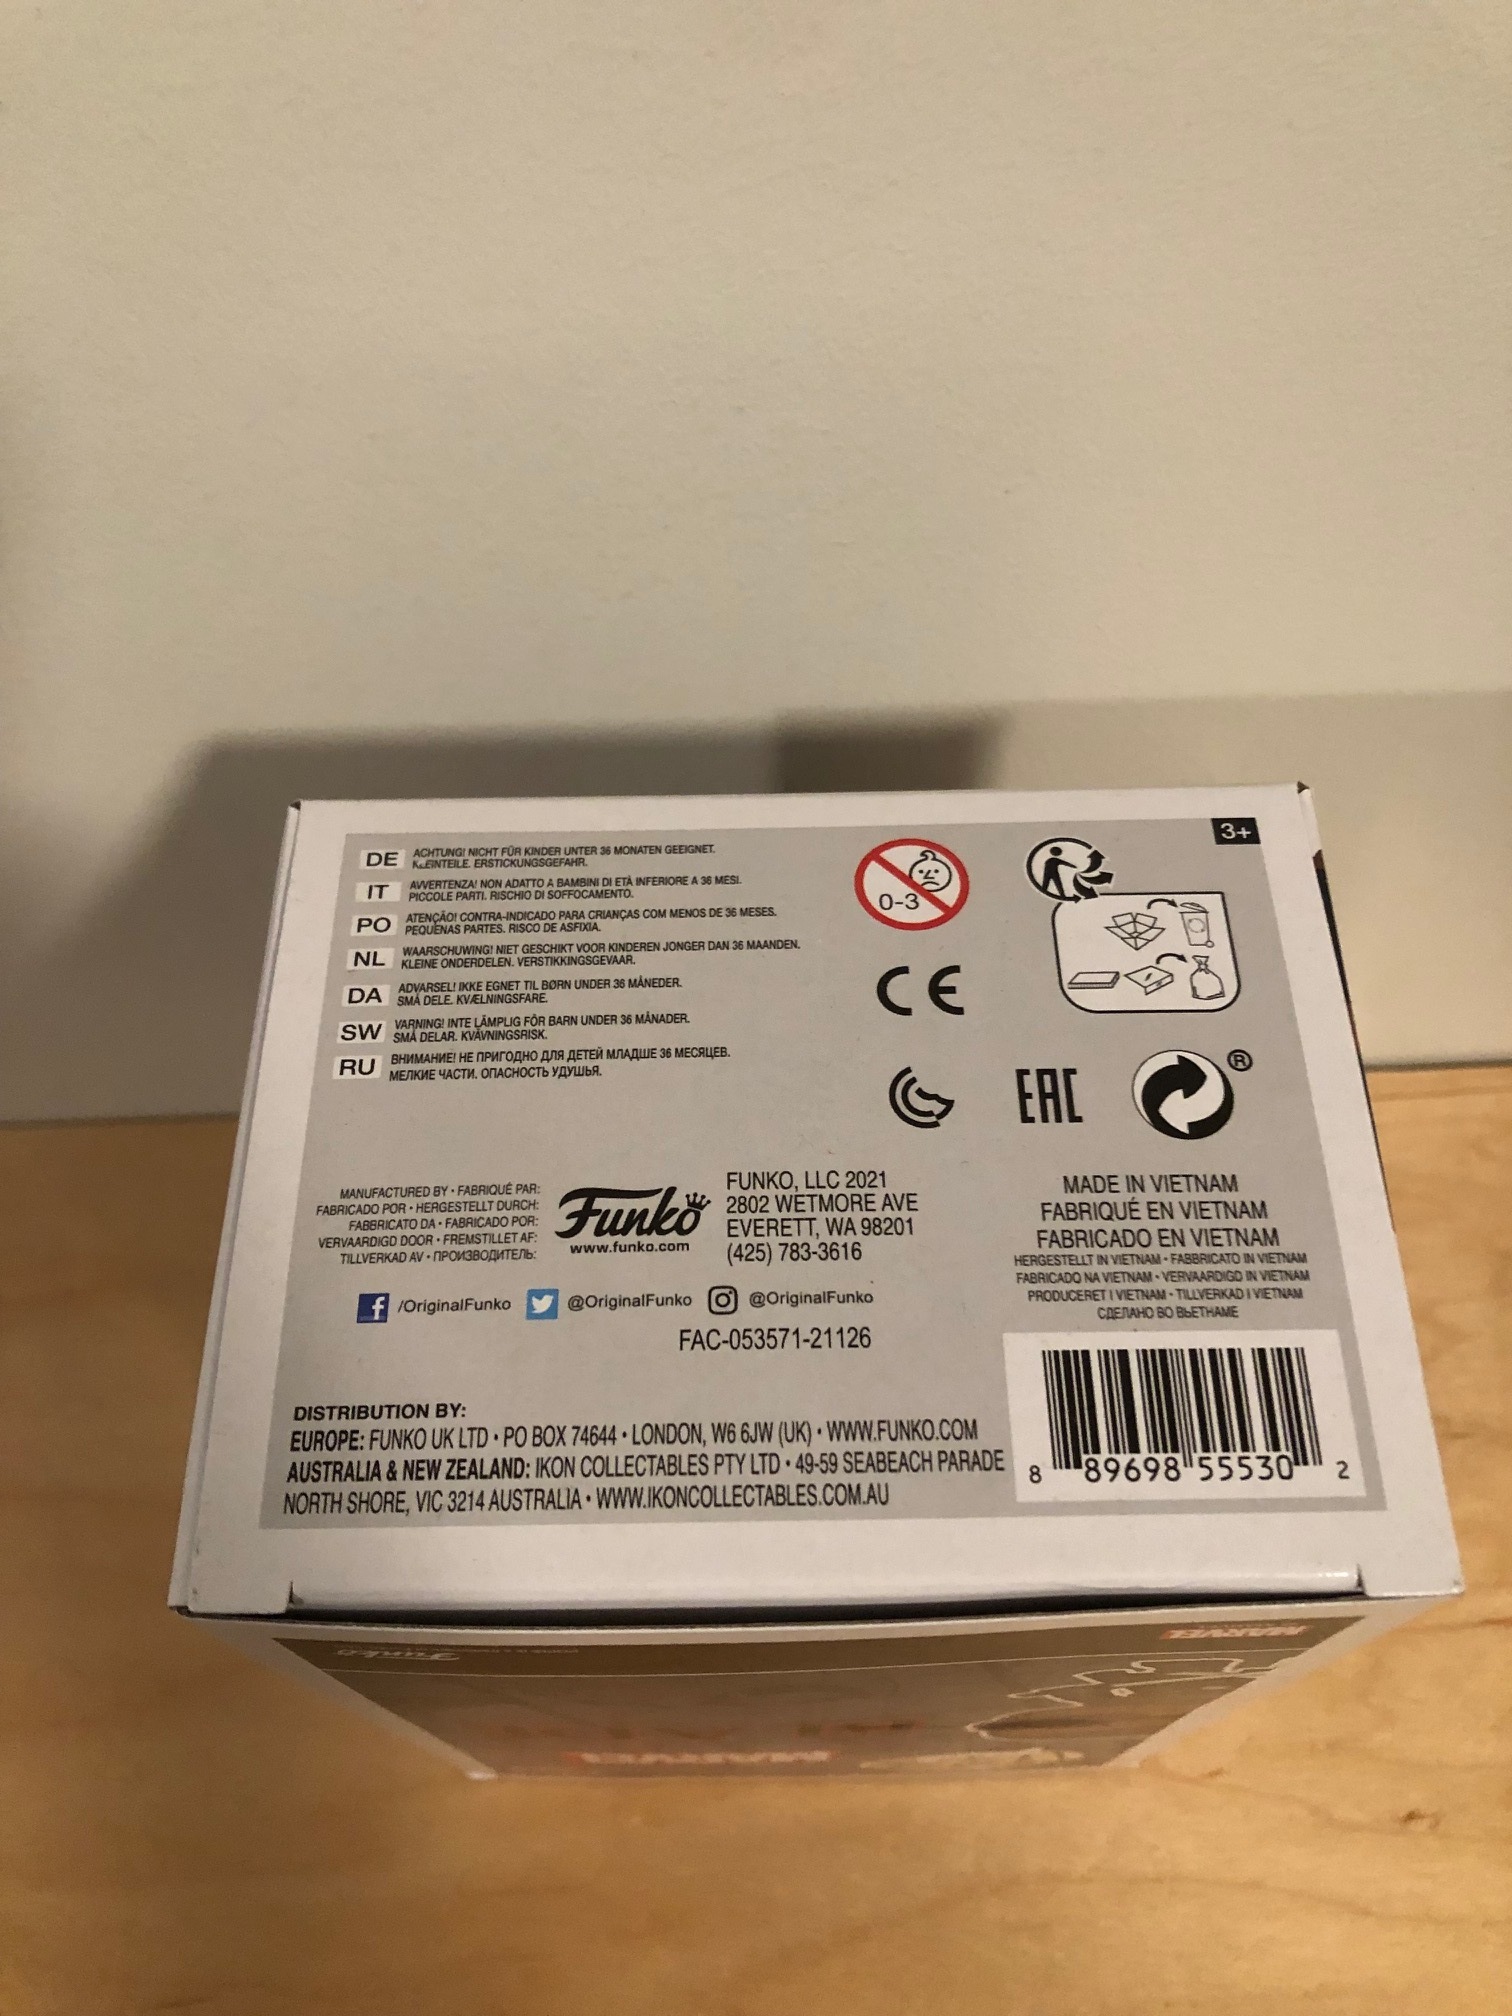 3+
DE ACHTUNG! NICHT FÜR KINDER UNTER 36 MONATEN GEEIGNET.
KLEINTEILE. ERSTICKUNGSGEFAHR.
IT AVVERTENZA! NON ADATTO A BAMBINI DI ETÀ INFERIORE A 36 MESI.
PICCOLE PARTI. RISCHIO DI SOFFOCAMENTO.
PO ATENÇÃO! CONTRA-INDICADO PARA CRIANÇAS COM MENOS DE 36 MESES.
PEQUENAS PARTES. RISCO DE ASFIXIA.
NL WAARSCHUWING! NIET GESCHIKT VOOR KINDEREN JONGER DAN 36 MAANDEN.
KLEINE ONDERDELEN. VERSTIKKINGSGEVAAR.
DA ADVARSEL! IKKE EGNET TIL BØRN UNDER 36 MÅNEDER.
SMÅ DELE. KVÆLNINGSFARE.
SW VARNING! INTE LÄMPLIG FÖR BARN UNDER 36 MÅNADER.
SMÅ DELAR. KVÄVNINGSRISK.
RU ВНИМАНИЕ! НЕ ПРИГОДНО ДЛЯ ДЕТЕЙ МЛАДШЕ 36 МЕСЯЦЕВ.
МЕЛКИЕ ЧАСТИ. ОПАСНОСТЬ УДУШЬЯ.
0-3
CE
EAC
®
MANUFACTURED BY • FABRIQUÉ PAR:
FABRICADO POR • HERGESTELLT DURCH:
FABBRICATO DA • FABRICADO POR:
VERVAARDIGD DOOR • FREMSTILLET AF:
TILLVERKAD AV • ПРОИЗВОДИТЕЛЬ:
Funko
www.funko.com
FUNKO, LLC 2021
2802 WETMORE AVE
EVERETT, WA 98201
(425) 783-3616
/OriginalFunko @OriginalFunko @OriginalFunko
FAC-053571-21126
MADE IN VIETNAM
FABRIQUÉ EN VIETNAM
FABRICADO EN VIETNAM
HERGESTELLT IN VIETNAM • FABBRICATO IN VIETNAM
FABRICADO NA VIETNAM • VERVAARDIGD IN VIETNAM
PRODUCERET I VIETNAM • TILLVERKAD I VIETNAM
СДЕЛАНО ВО ВЬЕТНАМЕ
DISTRIBUTION BY:
EUROPE: FUNKO UK LTD • PO BOX 74644 • LONDON, W6 6JW (UK) • WWW.FUNKO.COM
AUSTRALIA & NEW ZEALAND: IKON COLLECTABLES PTY LTD • 49-59 SEABEACH PARADE
NORTH SHORE, VIC 3214 AUSTRALIA • WWW.IKONCOLLECTABLES.COM.AU
8 89698 55530 2
Funko
MARVEL